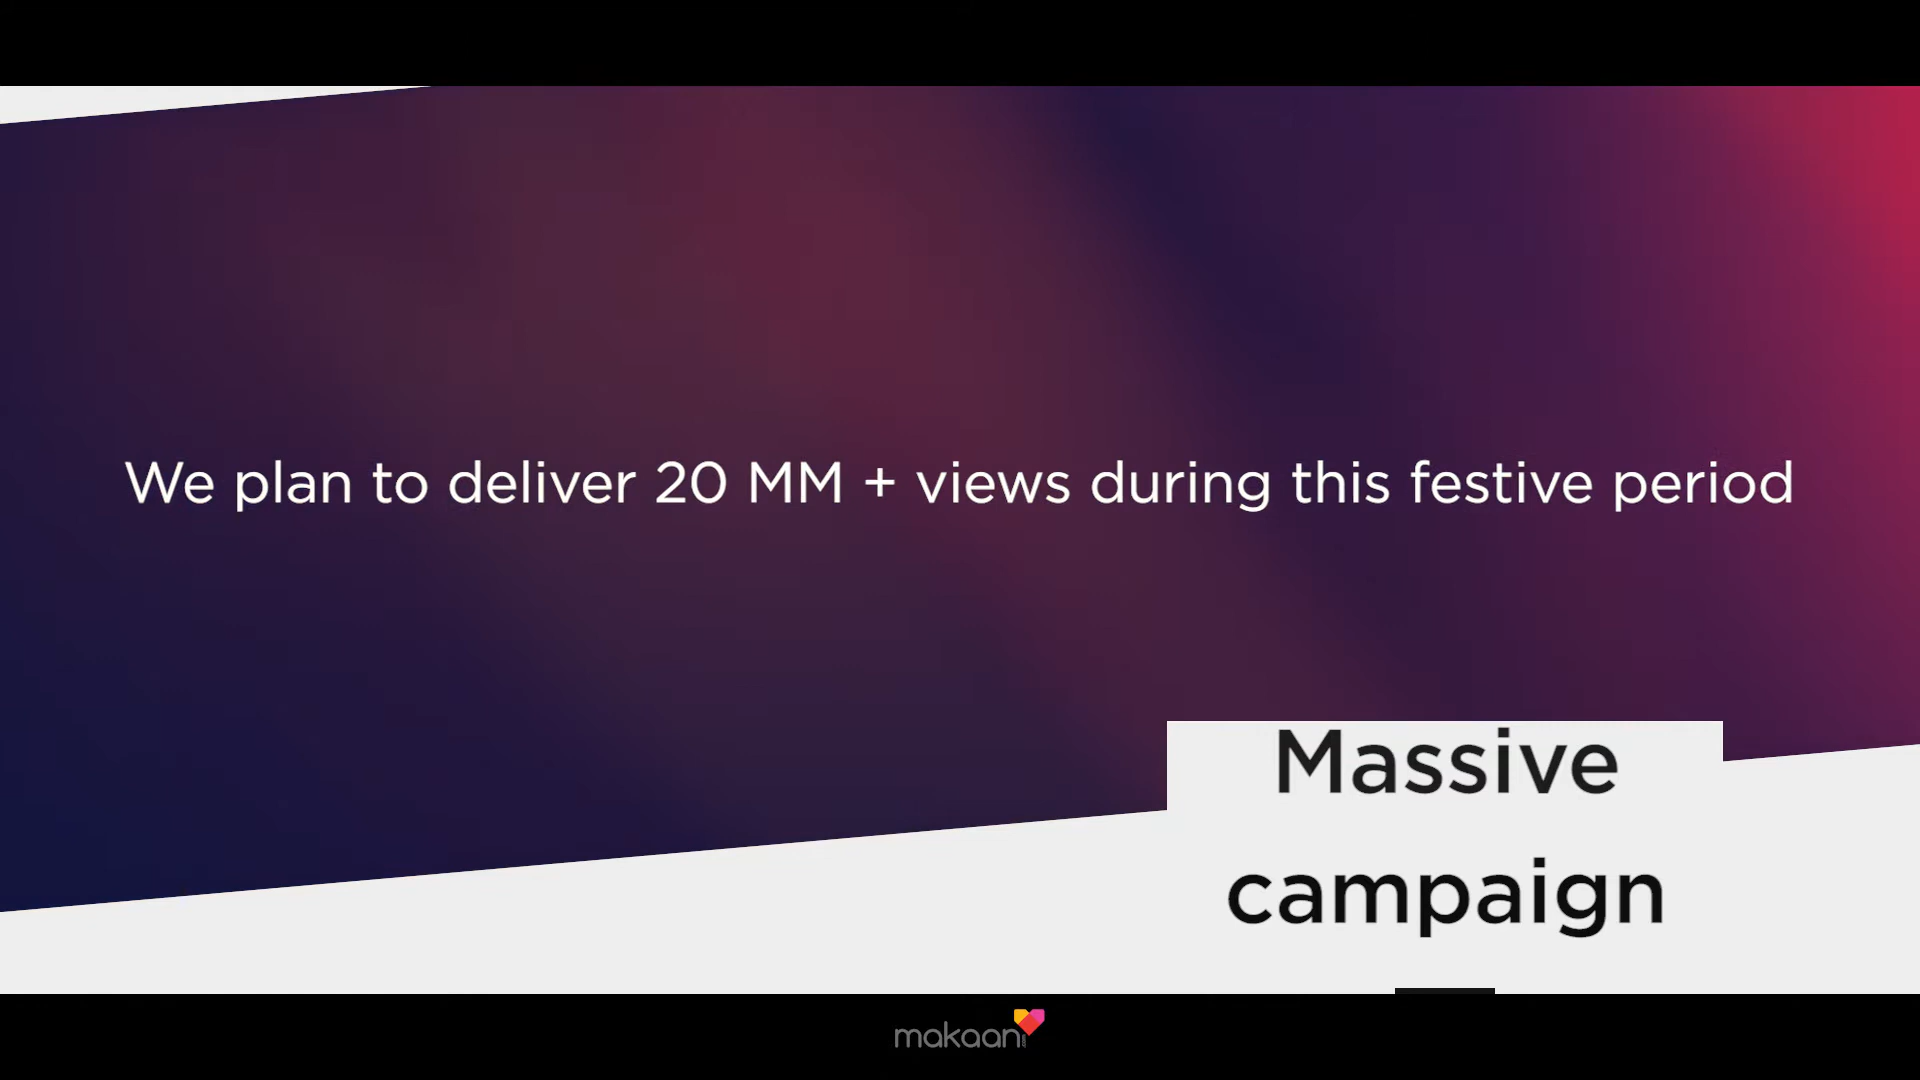 We plan to deliver 20 MM + views during this festive period
Massive
campaign
makaan